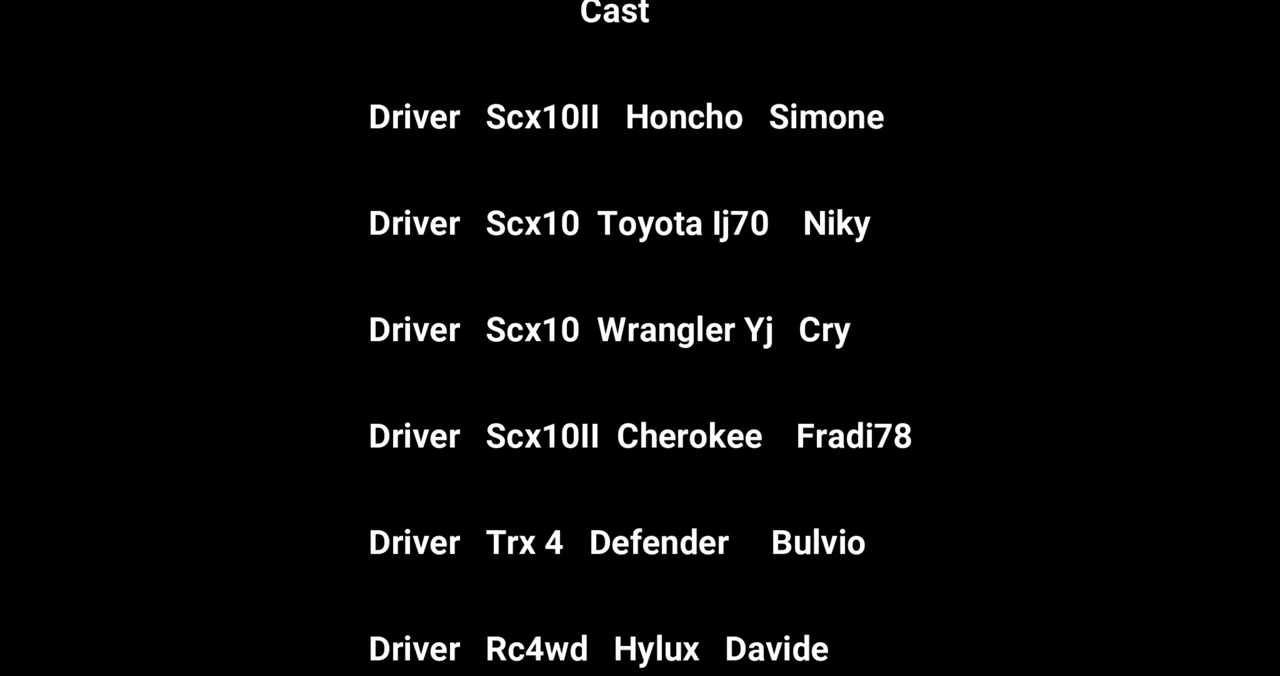 Cast
Driver Scx10II Honcho Simone
Driver Scx10 Toyota Ij70 Niky
Driver Scx10 Wrangler Yj Cry
Driver Scx10II Cherokee Fradi78
Driver Trx 4 Defender Bulvio
Driver Rc4wd Hylux Davide